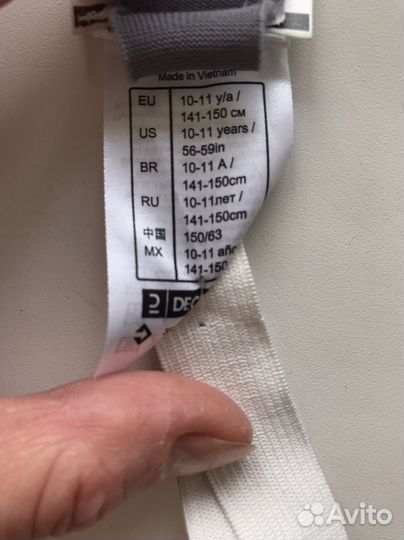 Made in Vietnam
EU 10-11 y/a /
141-150 см
US 10-11 years /
56-59in
BR 10-11 A /
141-150cm
RU 10-11лет /
141-150cm
中国 150/63
MX 10-11
141-150
Avito